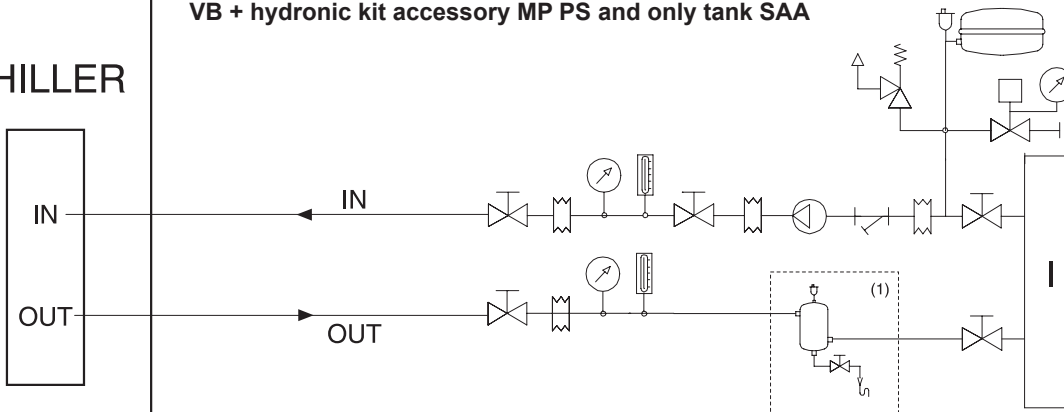 VB + hydronic kit accessory MP PS and only tank SAA
HILLER
IN
IN
(1)
OUT
OUT
I